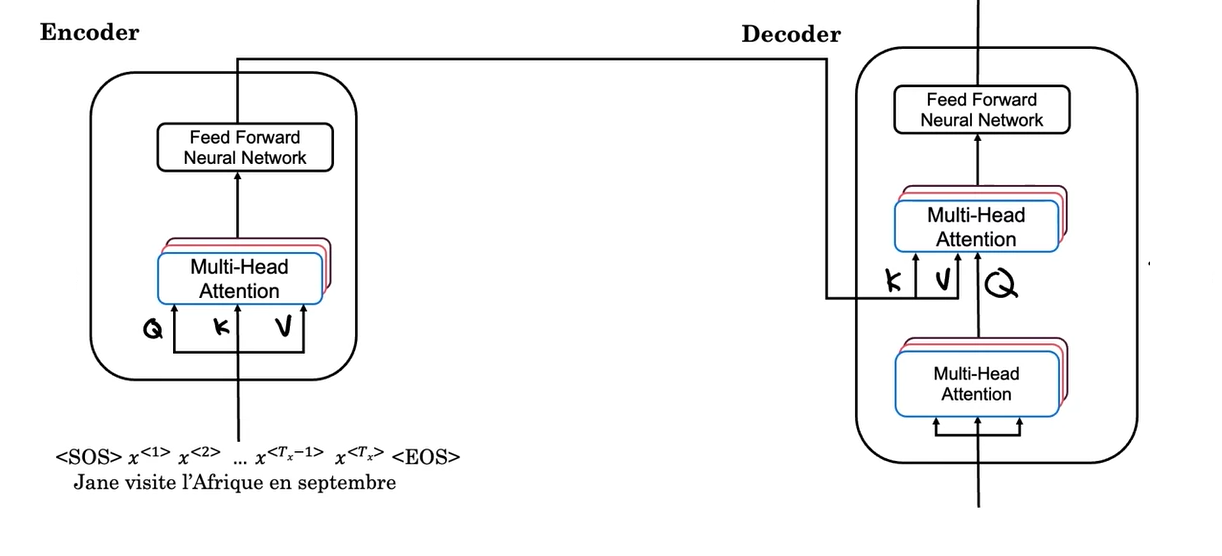 Encoder
Feed Forward
Neural Network
Multi-Head
Attention
Q K V
<SOS> x<1> x<2> ... x<Tx−1> x<Tx> <EOS>
Jane visite l'Afrique en septembre
Decoder
Feed Forward
Neural Network
Multi-Head
Attention
K V Q
Multi-Head
Attention